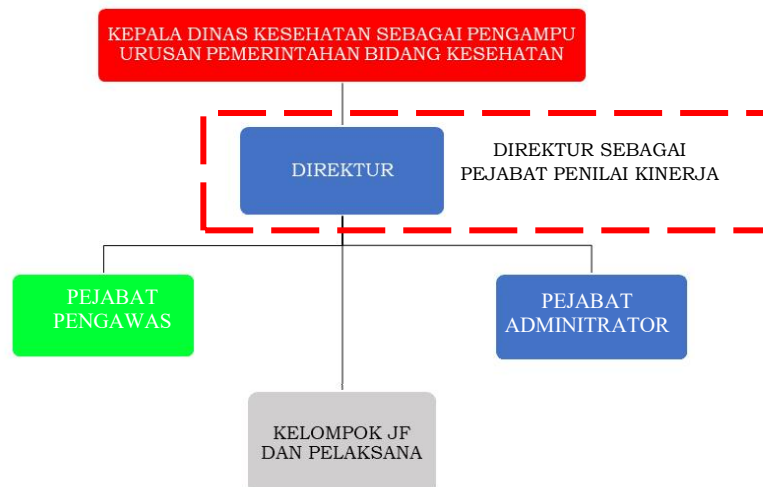 KEPALA DINAS KESEHATAN SEBAGAI PENGAMPU
URUSAN PEMERINTAHAN BIDANG KESEHATAN
DIREKTUR
DIREKTUR SEBAGAI
PEJABAT PENILAI KINERJA
PEJABAT
PENGAWAS
PEJABAT
ADMINITRATOR
KELOMPOK JF
DAN PELAKSANA